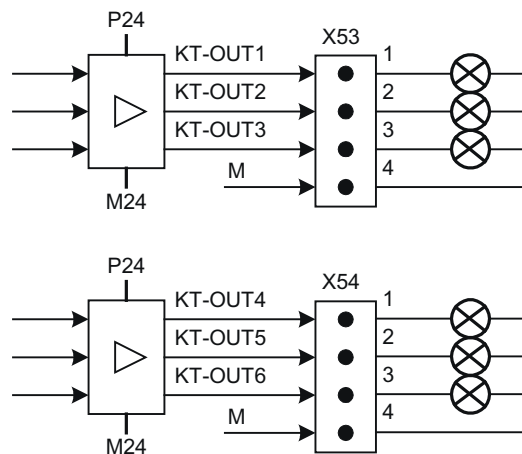 P24
X53
KT-OUT1
1
KT-OUT2
2
KT-OUT3
3
M
4
M24
P24
X54
KT-OUT4
1
KT-OUT5
2
KT-OUT6
3
M
4
M24